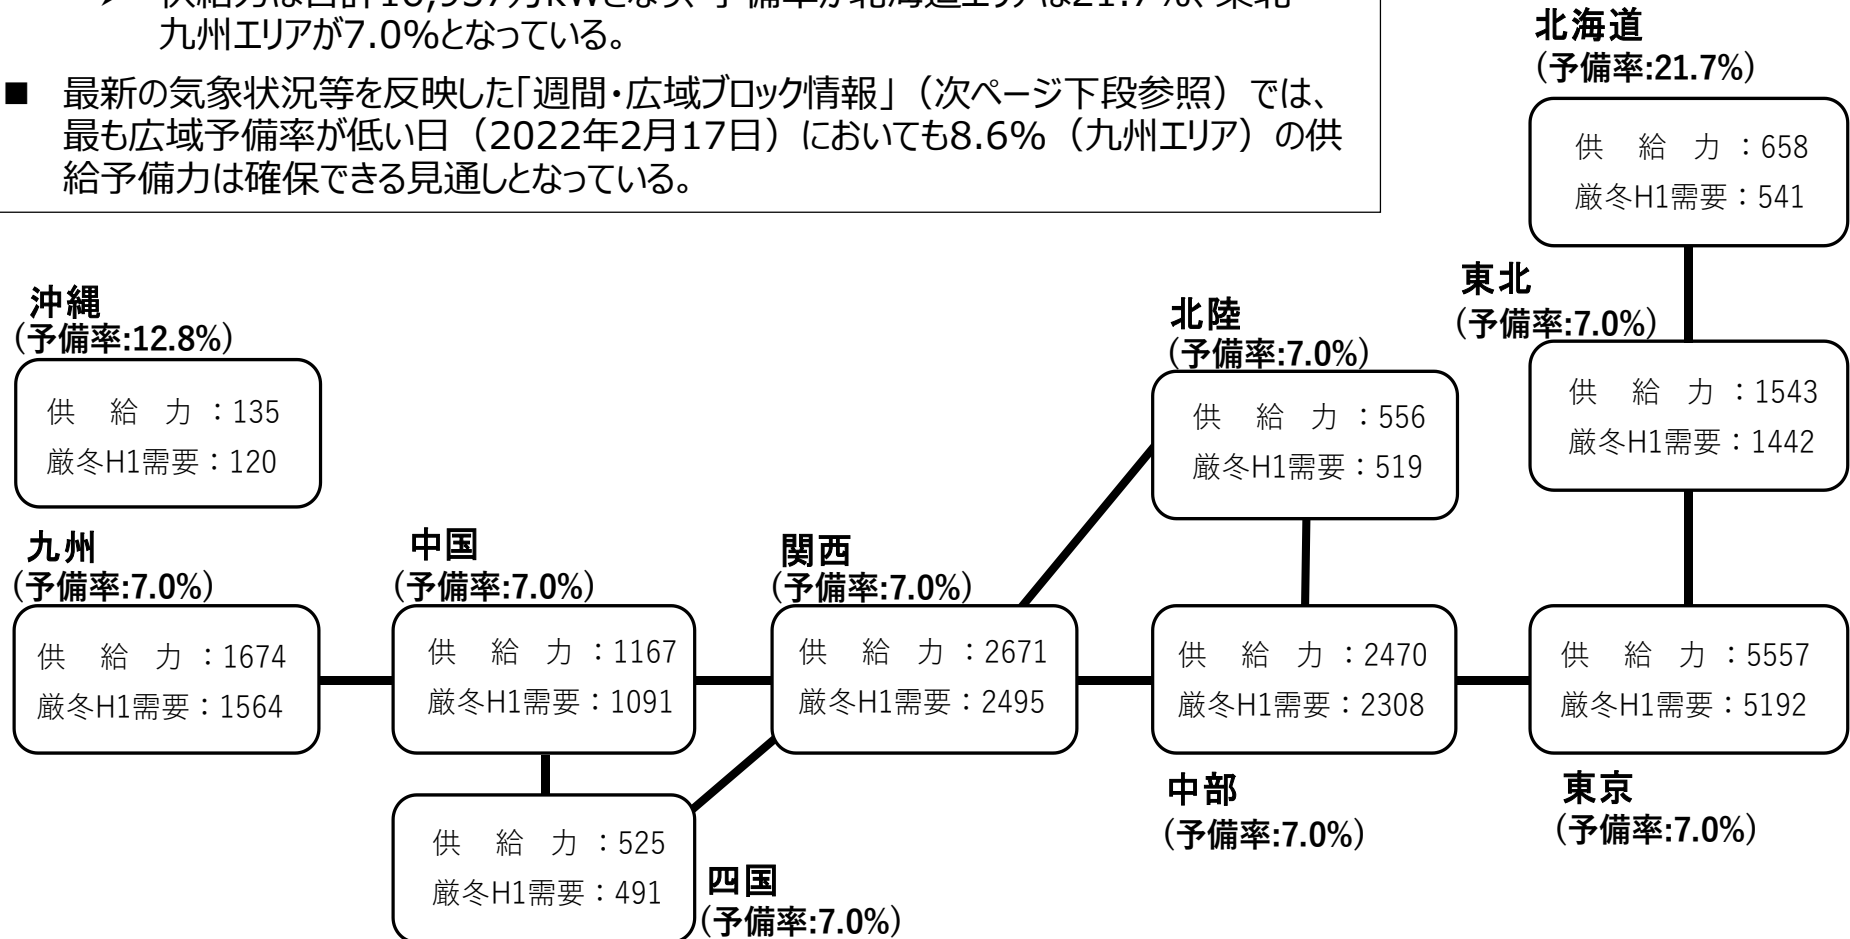 九州エリアが7.0%となっている。
■ 最新の気象状況等を反映した「週間・広域ブロック情報」（次ページ下段参照）では、
最も広域予備率が低い日（2022年2月17日）においても8.6%（九州エリア）の供
給予備力は確保できる見通しとなっている。
北海道
(予備率:21.7%)
供給力：658
厳冬H1需要：541
沖縄
(予備率:12.8%)
供給力：135
厳冬H1需要：120
北陸
(予備率:7.0%)
供給力：556
厳冬H1需要：519
東北
(予備率:7.0%)
供給力：1543
厳冬H1需要：1442
九州
(予備率:7.0%)
供給力：1674
厳冬H1需要：1564
中国
(予備率:7.0%)
供給力：1167
厳冬H1需要：1091
関西
(予備率:7.0%)
供給力：2671
厳冬H1需要：2495
供給力：2470
厳冬H1需要：2308
中部
(予備率:7.0%)
供給力：5557
厳冬H1需要：5192
東京
(予備率:7.0%)
供給力：525
厳冬H1需要：491
四国
(予備率:7.0%)